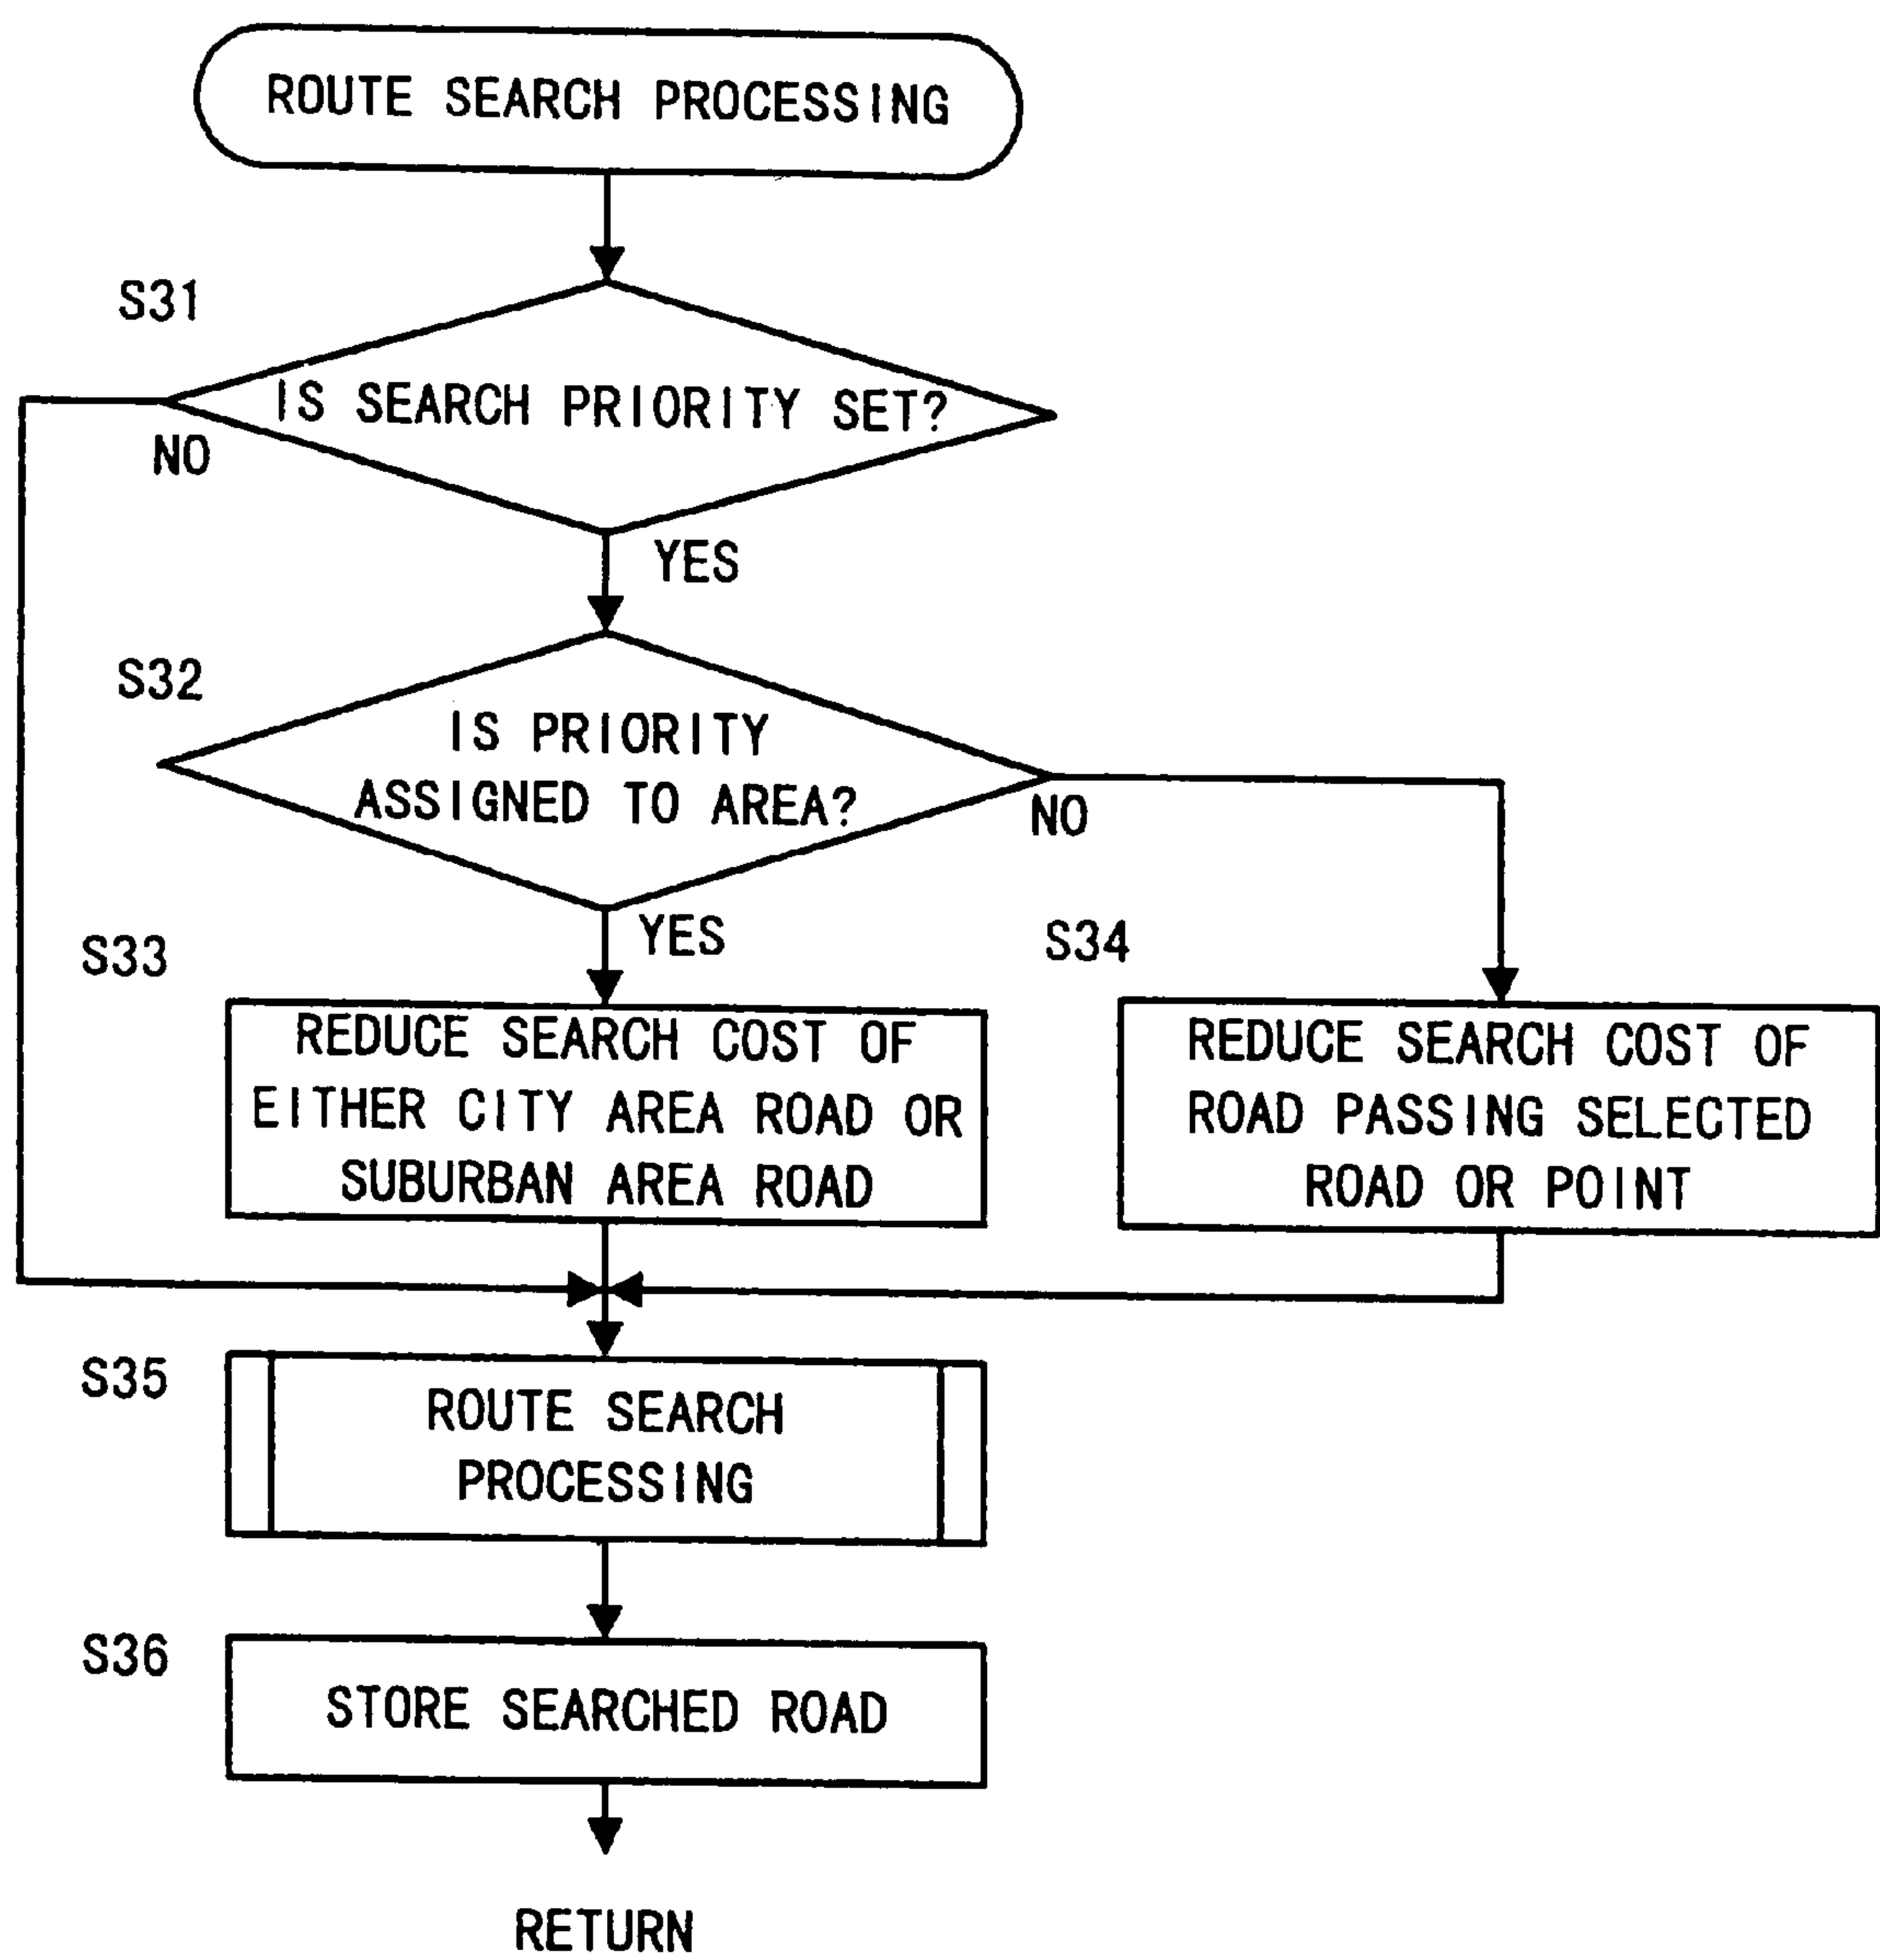 ROUTE SEARCH PROCESSING
S31
IS SEARCH PRIORITY SET?
NO
YES
S32
IS PRIORITY
ASSIGNED TO AREA?
NO
YES
S33
REDUCE SEARCH COST OF
EITHER CITY AREA ROAD OR
SUBURBAN AREA ROAD
S34
REDUCE SEARCH COST OF
ROAD PASSING SELECTED
ROAD OR POINT
S35
ROUTE SEARCH
PROCESSING
S36
STORE SEARCHED ROAD
RETURN